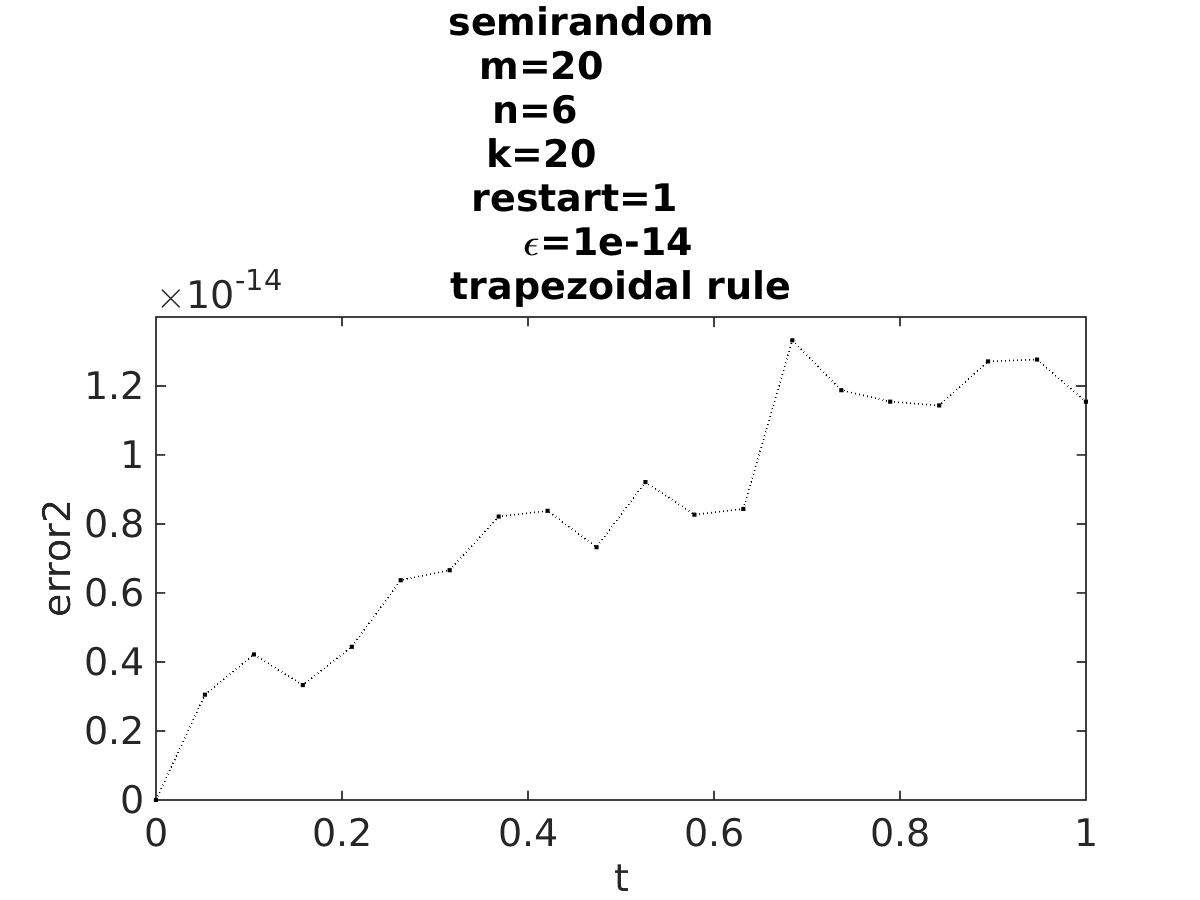 semirandom
m=20
n=6
k=20
restart=1
ϵ=1e-14
trapezoidal rule
×10-14
1.2
1
0.8
0.6
0.4
0.2
0
error2
0 0.2 0.4 0.6 0.8 1
t